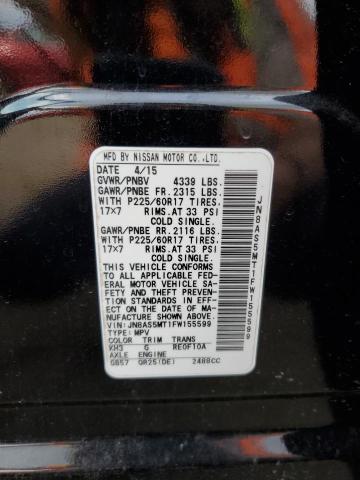 MFD BY NISSAN MOTOR CO.,LTD.
DATE 4/15
GVWR/PNBV 4339 LBS.
GAWR/PNBE FR. 2315 LBS.
WITH P225/60R17 TIRES
17×7 RIMS.AT 33 PSI
COLD SINGLE.
GAWR/PNBE RR. 2116 LBS.
WITH P225/60R17 TIRES
17×7 RIMS.AT 33 PSI
COLD SINGLE.
THIS VEHICLE CONFORMS
TO ALL APPLICABLE FED-
ERAL MOTOR VEHICLE SA-
FETY AND THEFT PREVEN-
TION STANDARDS IN EFF-
ECT ON THE DATE OF MA-
NUFACTURE SHOWN ABOVE.
VIN :JN8AS5MT1FW155599
TYPE:MPV
COLOR TRIM TRANS
KH3 G RE0F10A
AXLE ENGINE
GB57 QR25(DE) 2488CC
JN8AS5MT1FW155599